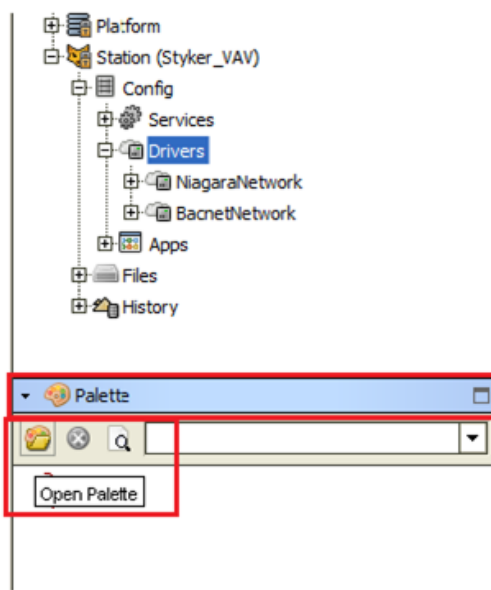 Platform
Station (Styker_VAV)
Config
Services
Drivers
NiagaraNetwork
BacnetNetwork
Apps
Files
History
Palette
Open Palette